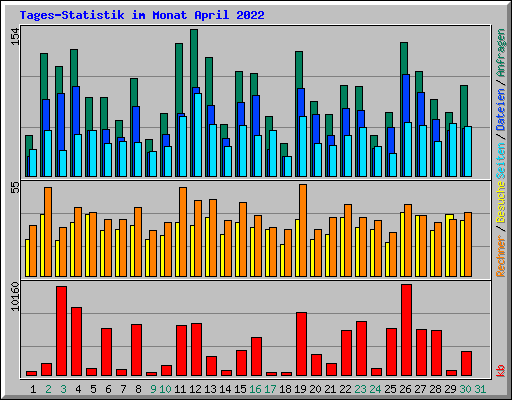 Tages-Statistik im Monat April 2022
154
55
10160
Rechner / Besuche Seiten / Dateien / Anfragen
kb
1 2 3 4 5 6 7 8 9 10 11 12 13 14 15 16 17 18 19 20 21 22 23 24 25 26 27 28 29 30 31